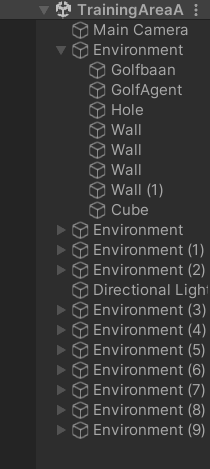 TrainingAreaA
Main Camera
Environment
Golfbaan
GolfAgent
Hole
Wall
Wall
Wall
Wall (1)
Cube
Environment
Environment (1)
Environment (2)
Directional Light
Environment (3)
Environment (4)
Environment (5)
Environment (6)
Environment (7)
Environment (8)
Environment (9)